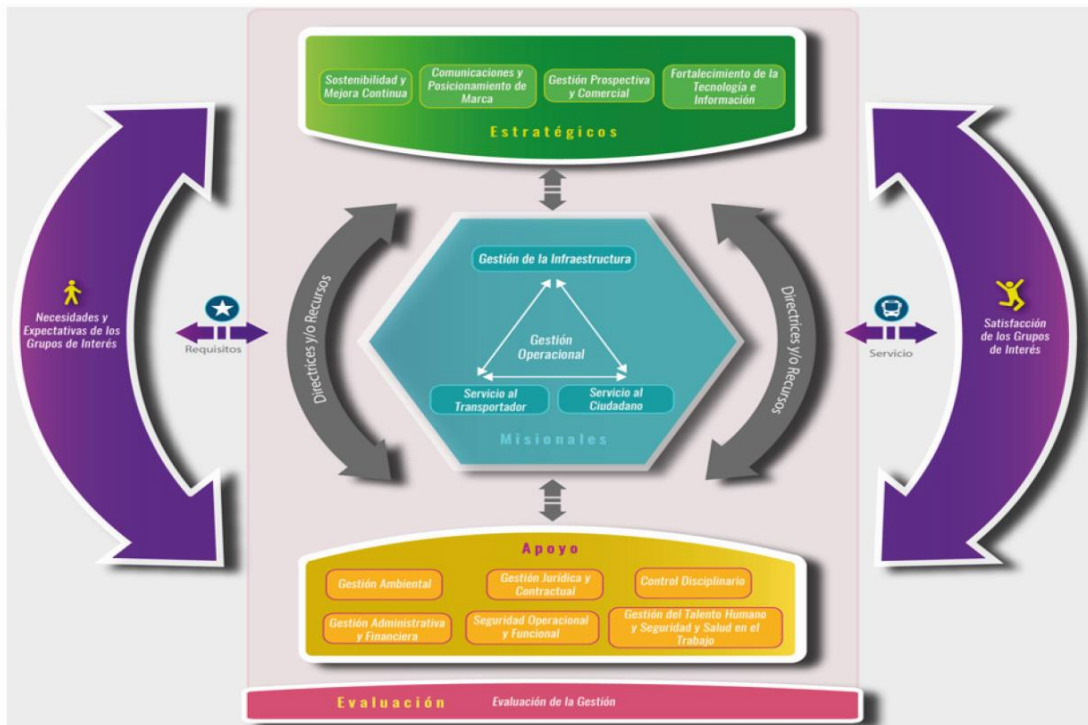 Sostenibilidad y
Mejora Continua
Comunicaciones y
Posicionamiento de
Marca
Gestión Prospectiva
y Comercial
Fortalecimiento de la
Tecnología e
Información
Estratégicos
Necesidades y
Expectativas de los
Grupos de Interés
Requisitos
Directrices y/o Recursos
Gestión de la Infraestructura
Gestión
Operacional
Servicio al
Transportador
Servicio al
Ciudadano
Misionales
Directrices y/o Recursos
Servicio
Satisfacción
de los Grupos
de Interés
Apoyo
Gestión Ambiental
Gestión Jurídica y
Contractual
Control Disciplinario
Gestión Administrativa
y Financiera
Seguridad Operacional
y Funcional
Gestión del Talento Humano
y Seguridad y Salud en el
Trabajo
Evaluación
Evaluación de la Gestión